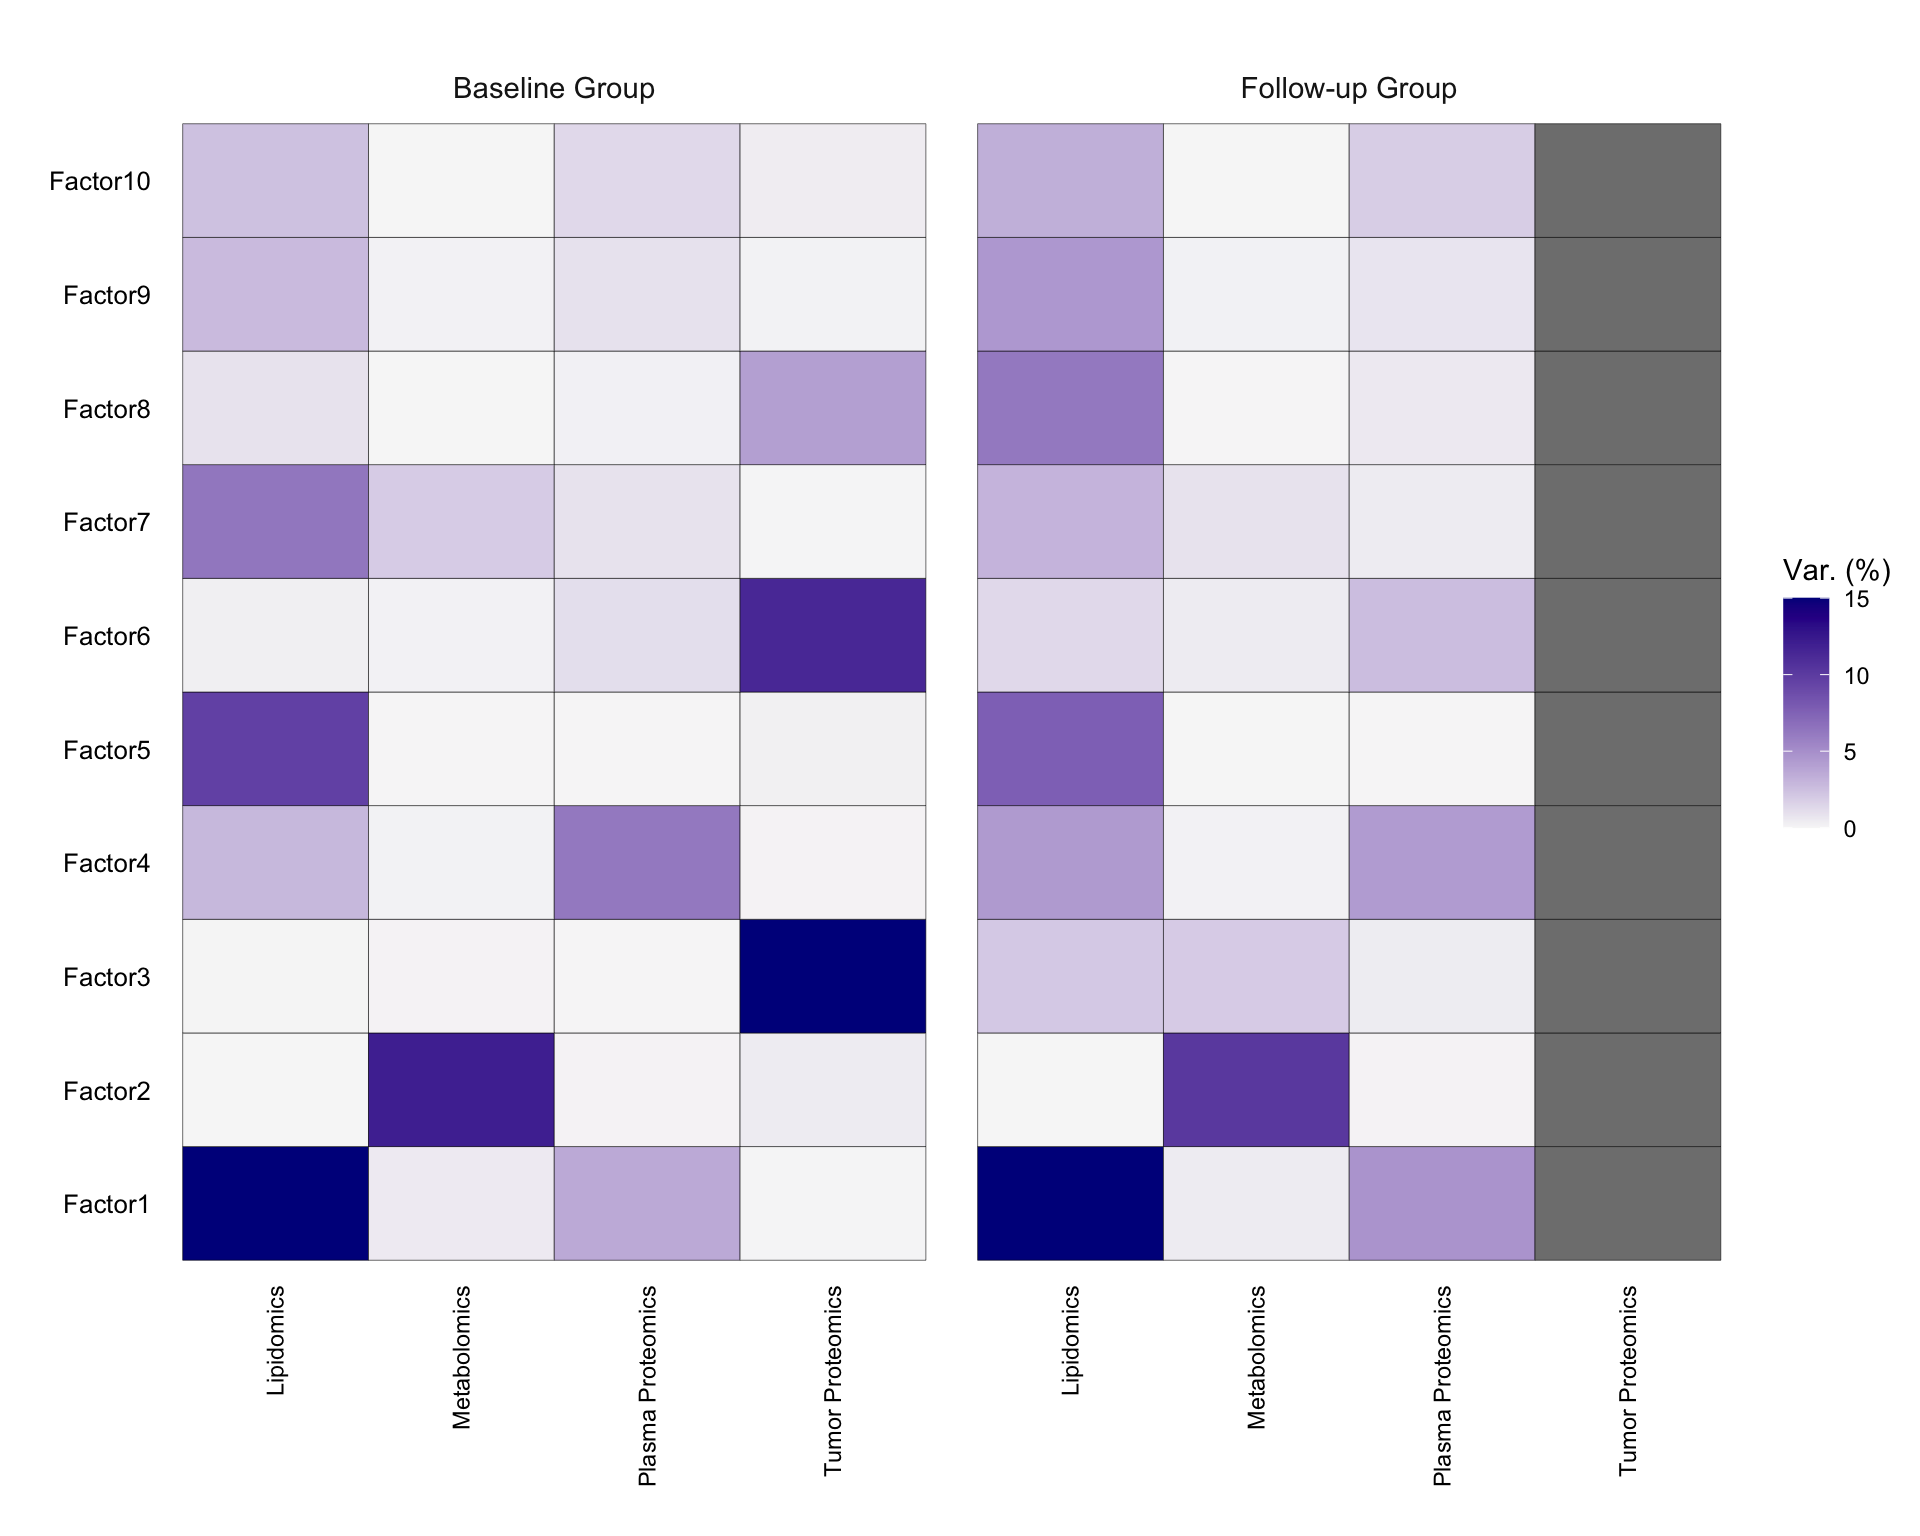 Baseline Group
Follow-up Group
Factor10
Factor9
Factor8
Factor7
Factor6
Factor5
Factor4
Factor3
Factor2
Factor1
Lipidomics
Metabolomics
Plasma Proteomics
Tumor Proteomics
Lipidomics
Metabolomics
Plasma Proteomics
Tumor Proteomics
Var. (%)
15
10
5
0